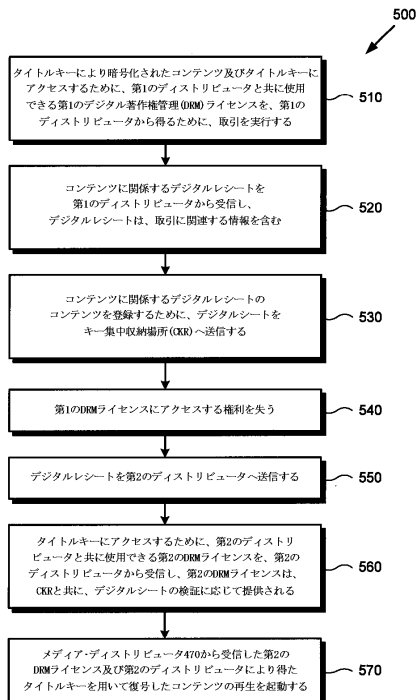 500
タイトルキーにより暗号化されたコンテンツ及びタイトルキーに
アクセスするために、第1のディストリビュータと共に使用
できる第1のデジタル著作権管理(DRM)ライセンスを、第1の
ディストリビュータから得るために、取引を実行する
510
コンテンツに関係するデジタルレシートを
第1のディストリビュータから受信し、
デジタルレシートは、取引に関連する情報を含む
520
コンテンツに関係するデジタルレシートの
コンテンツを登録するために、デジタルレシートを
キー集中収納場所(CKR)へ送信する
530
第1のDRMライセンスにアクセスする権利を失う
540
デジタルレシートを第2のディストリビュータへ送信する
550
タイトルキーにアクセスするために、第2のディストリ
ビュータと共に使用できる第2のDRMライセンスを、第2の
ディストリビュータから受信し、第2のDRMライセンスは、
CKRと共に、デジタルシートの検証に応じて提供される
560
メディア・ディストリビュータ470から受信した第2の
DRMライセンス及び第2のディストリビュータにより得た
タイトルキーを用いて復号したコンテンツの再生を起動する
570